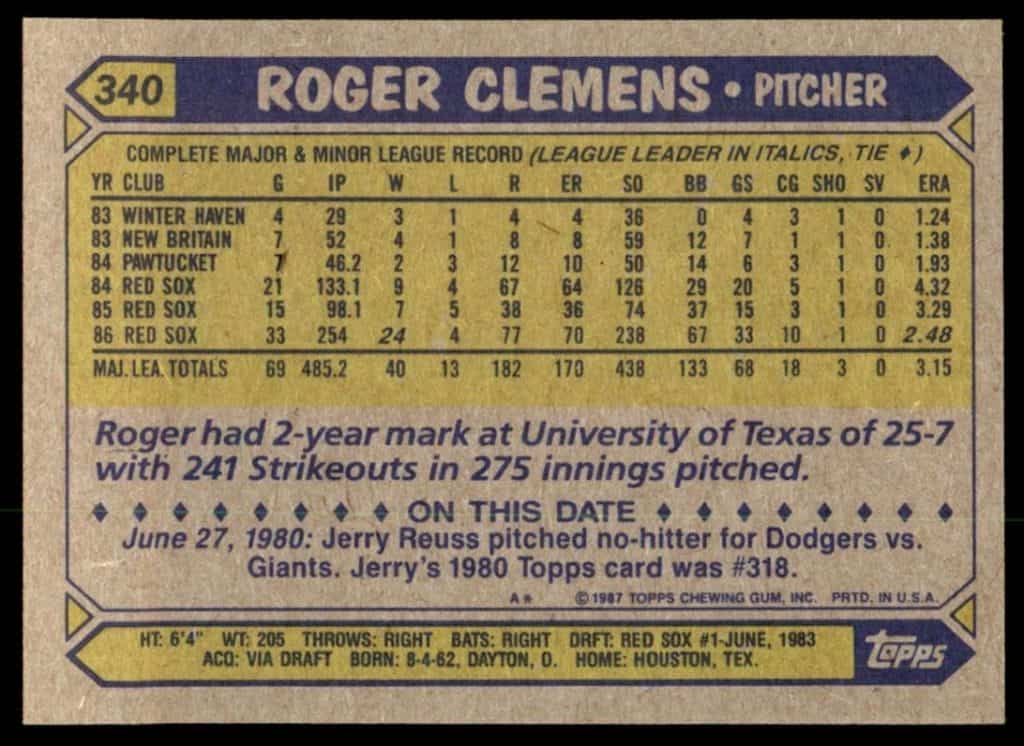 340 ROGER CLEMENS • PITCHER
COMPLETE MAJOR & MINOR LEAGUE RECORD (LEAGUE LEADER IN ITALICS, TIE ♦)
YR CLUB G IP W L R ER SO BB GS CG SHO SV ERA
83 WINTER HAVEN 4 29 3 1 4 4 36 0 4 3 1 0 1.24
83 NEW BRITAIN 7 52 4 1 8 8 59 12 7 1 1 0 1.38
84 PAWTUCKET 7 46.2 2 3 12 10 50 14 6 3 1 0 1.93
84 RED SOX 21 133.1 9 4 67 64 126 29 20 5 1 0 4.32
85 RED SOX 15 98.1 7 5 38 36 74 37 15 3 1 0 3.29
86 RED SOX 33 254 24 4 77 70 238 67 33 10 1 0 2.48
MAJ. LEA. TOTALS 69 485.2 40 13 182 170 438 133 68 18 3 0 3.15
Roger had 2-year mark at University of Texas of 25-7
with 241 Strikeouts in 275 innings pitched.
♦ ♦ ♦ ♦ ♦ ♦ ♦ ♦ ON THIS DATE ♦ ♦ ♦ ♦ ♦ ♦ ♦ ♦
June 27, 1980: Jerry Reuss pitched no-hitter for Dodgers vs.
Giants. Jerry's 1980 Topps card was #318.
A* © 1987 TOPPS CHEWING GUM, INC. PRTD. IN U.S.A.
HT: 6'4" WT: 205 THROWS: RIGHT BATS: RIGHT DRFT: RED SOX #1-JUNE, 1983
ACQ: VIA DRAFT BORN: 8-4-62, DAYTON, O. HOME: HOUSTON, TEX.
Topps